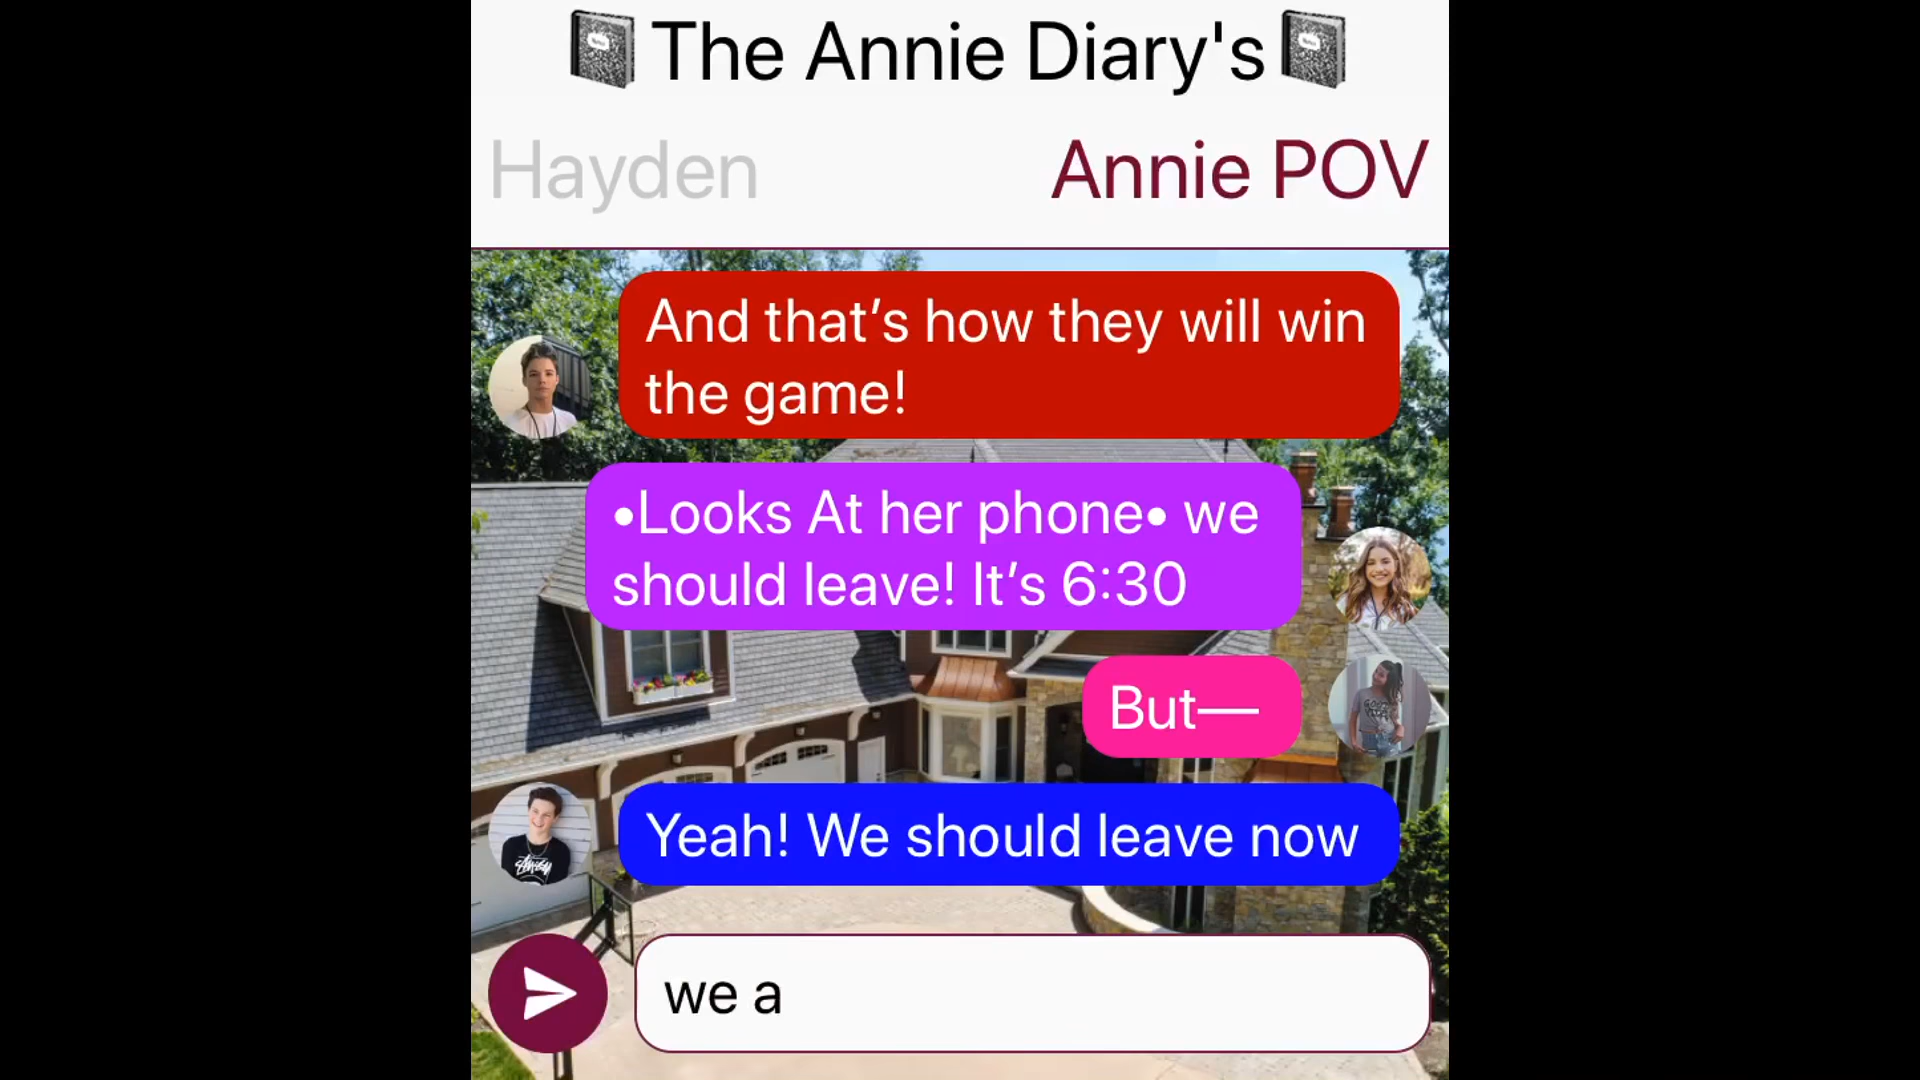 The Annie Diary's
Hayden
Annie POV
And that’s how they will win
the game!
•Looks At her phone• we
should leave! It’s 6:30
But—
Yeah! We should leave now
we a